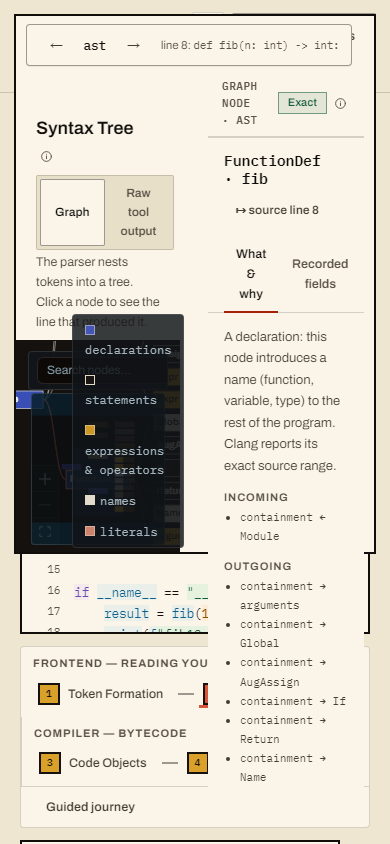 ← ast → line 8: def fib(n: int) -> int:
Syntax Tree
Graph
Raw
tool
output
The parser nests
tokens into a tree.
Click a node to see the
line that produced it.
Search nodes...
declarations
statements
expressions
& operators
names
literals
GRAPH
NODE
· AST
Exact
FunctionDef
· fib
↦ source line 8
What
&
why
Recorded
fields
A declaration: this
node introduces a
name (function,
variable, type) to the
rest of the program.
Clang reports its
exact source range.
INCOMING
containment ←
Module
OUTGOING
containment →
arguments
containment →
Global
containment →
AugAssign
containment → If
containment →
Return
containment →
Name
15
16 if __name__ == "__
17 result = fib(1
18
FRONTEND — READING YOU
1 Token Formation
COMPILER — BYTECODE
3 Code Objects — 4
Guided journey